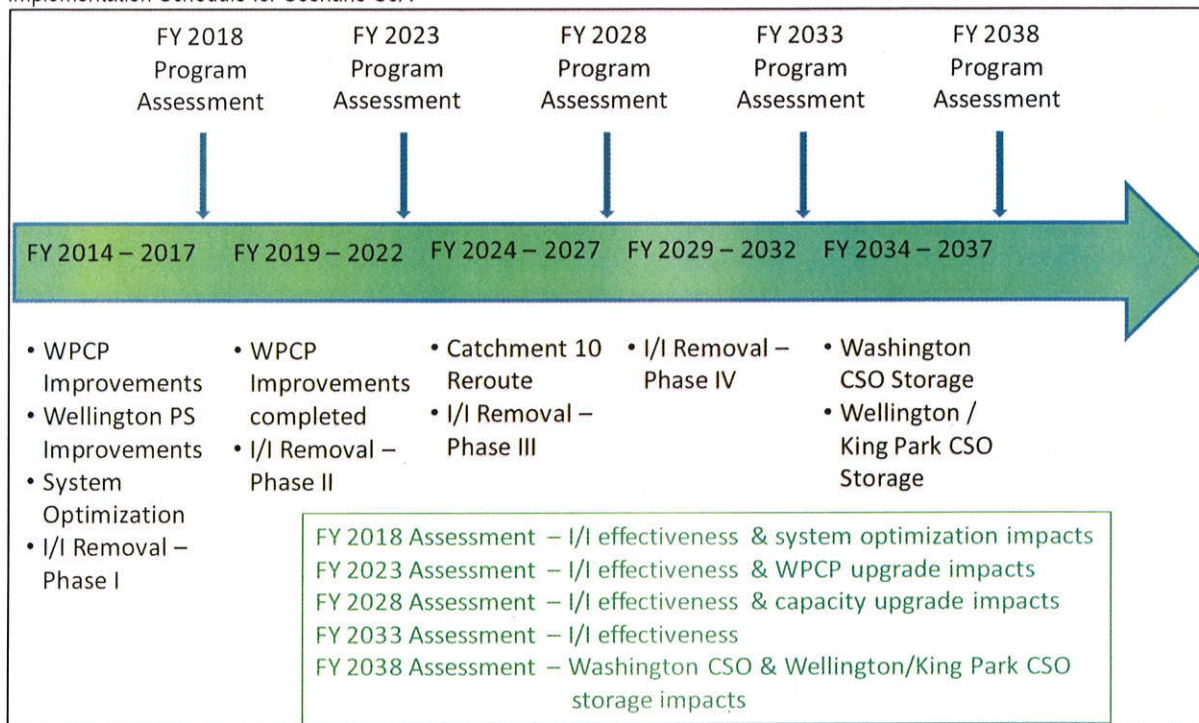 FY 2018
Program
Assessment
FY 2023
Program
Assessment
FY 2028
Program
Assessment
FY 2033
Program
Assessment
FY 2038
Program
Assessment
FY 2014 – 2017
FY 2019 – 2022
FY 2024 – 2027
FY 2029 – 2032
FY 2034 – 2037
• WPCP
Improvements
• Wellington PS
Improvements
• System
Optimization
• I/I Removal –
Phase I
• WPCP
Improvements
completed
• I/I Removal –
Phase II
• Catchment 10
Reroute
• I/I Removal –
Phase III
• I/I Removal –
Phase IV
• Washington
CSO Storage
• Wellington /
King Park CSO
Storage
FY 2018 Assessment – I/I effectiveness & system optimization impacts
FY 2023 Assessment – I/I effectiveness & WPCP upgrade impacts
FY 2028 Assessment – I/I effectiveness & capacity upgrade impacts
FY 2033 Assessment – I/I effectiveness
FY 2038 Assessment – Washington CSO & Wellington/King Park CSO
storage impacts